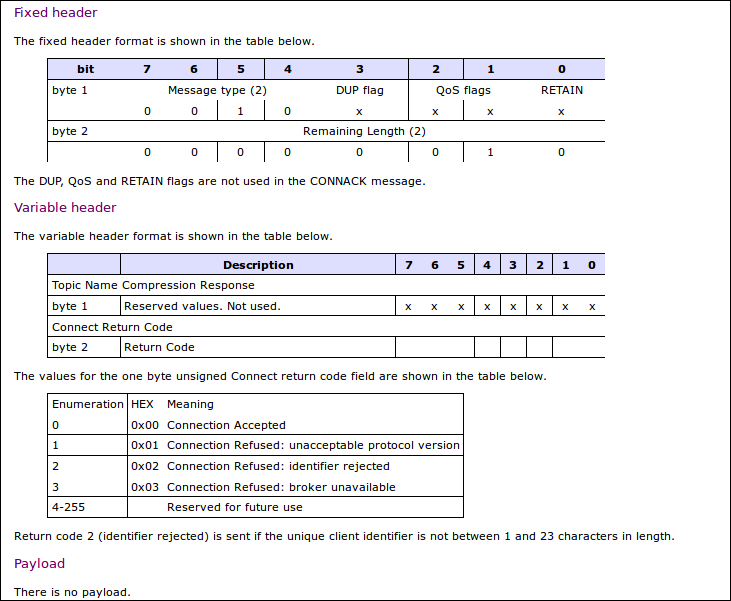 Fixed header
The fixed header format is shown in the table below.
bit 7 6 5 4 3 2 1 0
byte 1 Message type (2) DUP flag QoS flags RETAIN
0 0 1 0 x x x x
byte 2 Remaining Length (2)
0 0 0 0 0 0 1 0
The DUP, QoS and RETAIN flags are not used in the CONNACK message.
Variable header
The variable header format is shown in the table below.
Description 7 6 5 4 3 2 1 0
Topic Name Compression Response
byte 1 Reserved values. Not used. x x x x x x x x
Connect Return Code
byte 2 Return Code
The values for the one byte unsigned Connect return code field are shown in the table below.
Enumeration HEX Meaning
0 0x00 Connection Accepted
1 0x01 Connection Refused: unacceptable protocol version
2 0x02 Connection Refused: identifier rejected
3 0x03 Connection Refused: broker unavailable
4-255 Reserved for future use
Return code 2 (identifier rejected) is sent if the unique client identifier is not between 1 and 23 characters in length.
Payload
There is no payload.